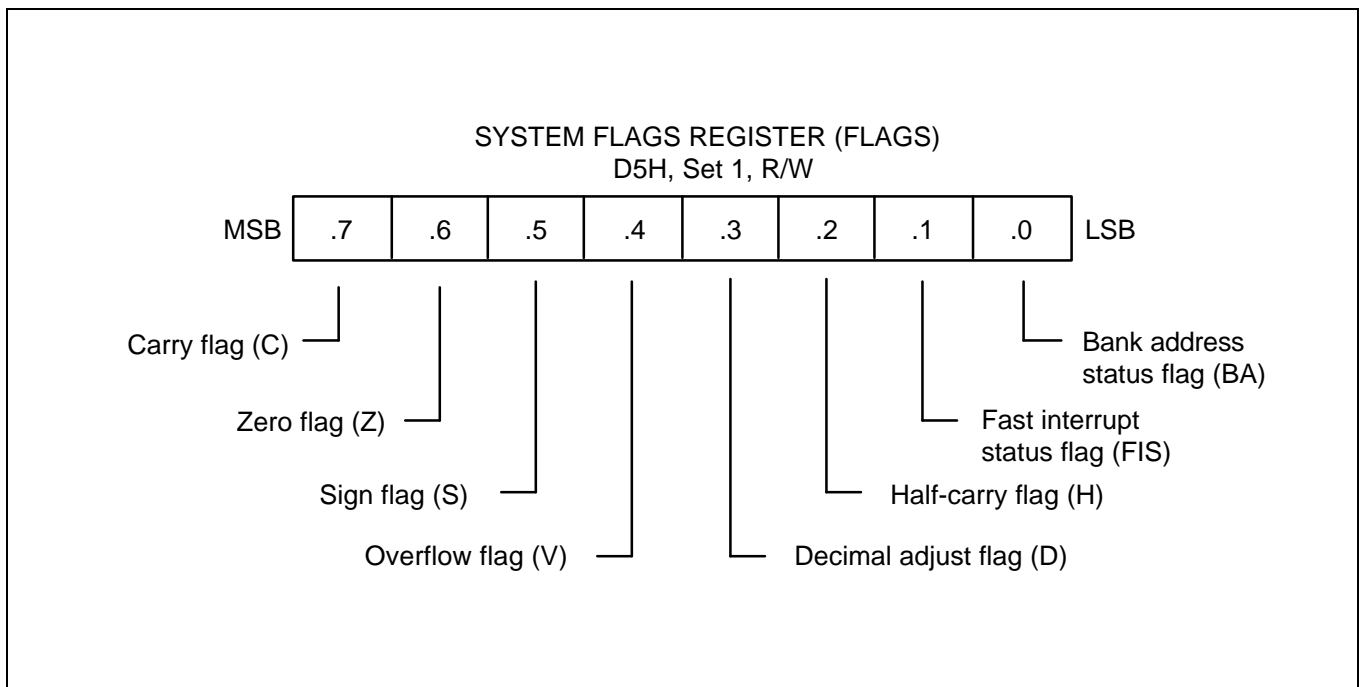 SYSTEM FLAGS REGISTER (FLAGS)
D5H, Set 1, R/W
MSB .7 .6 .5 .4 .3 .2 .1 .0 LSB
Carry flag (C)
Zero flag (Z)
Sign flag (S)
Overflow flag (V)
Bank address
status flag (BA)
Fast interrupt
status flag (FIS)
Half-carry flag (H)
Decimal adjust flag (D)